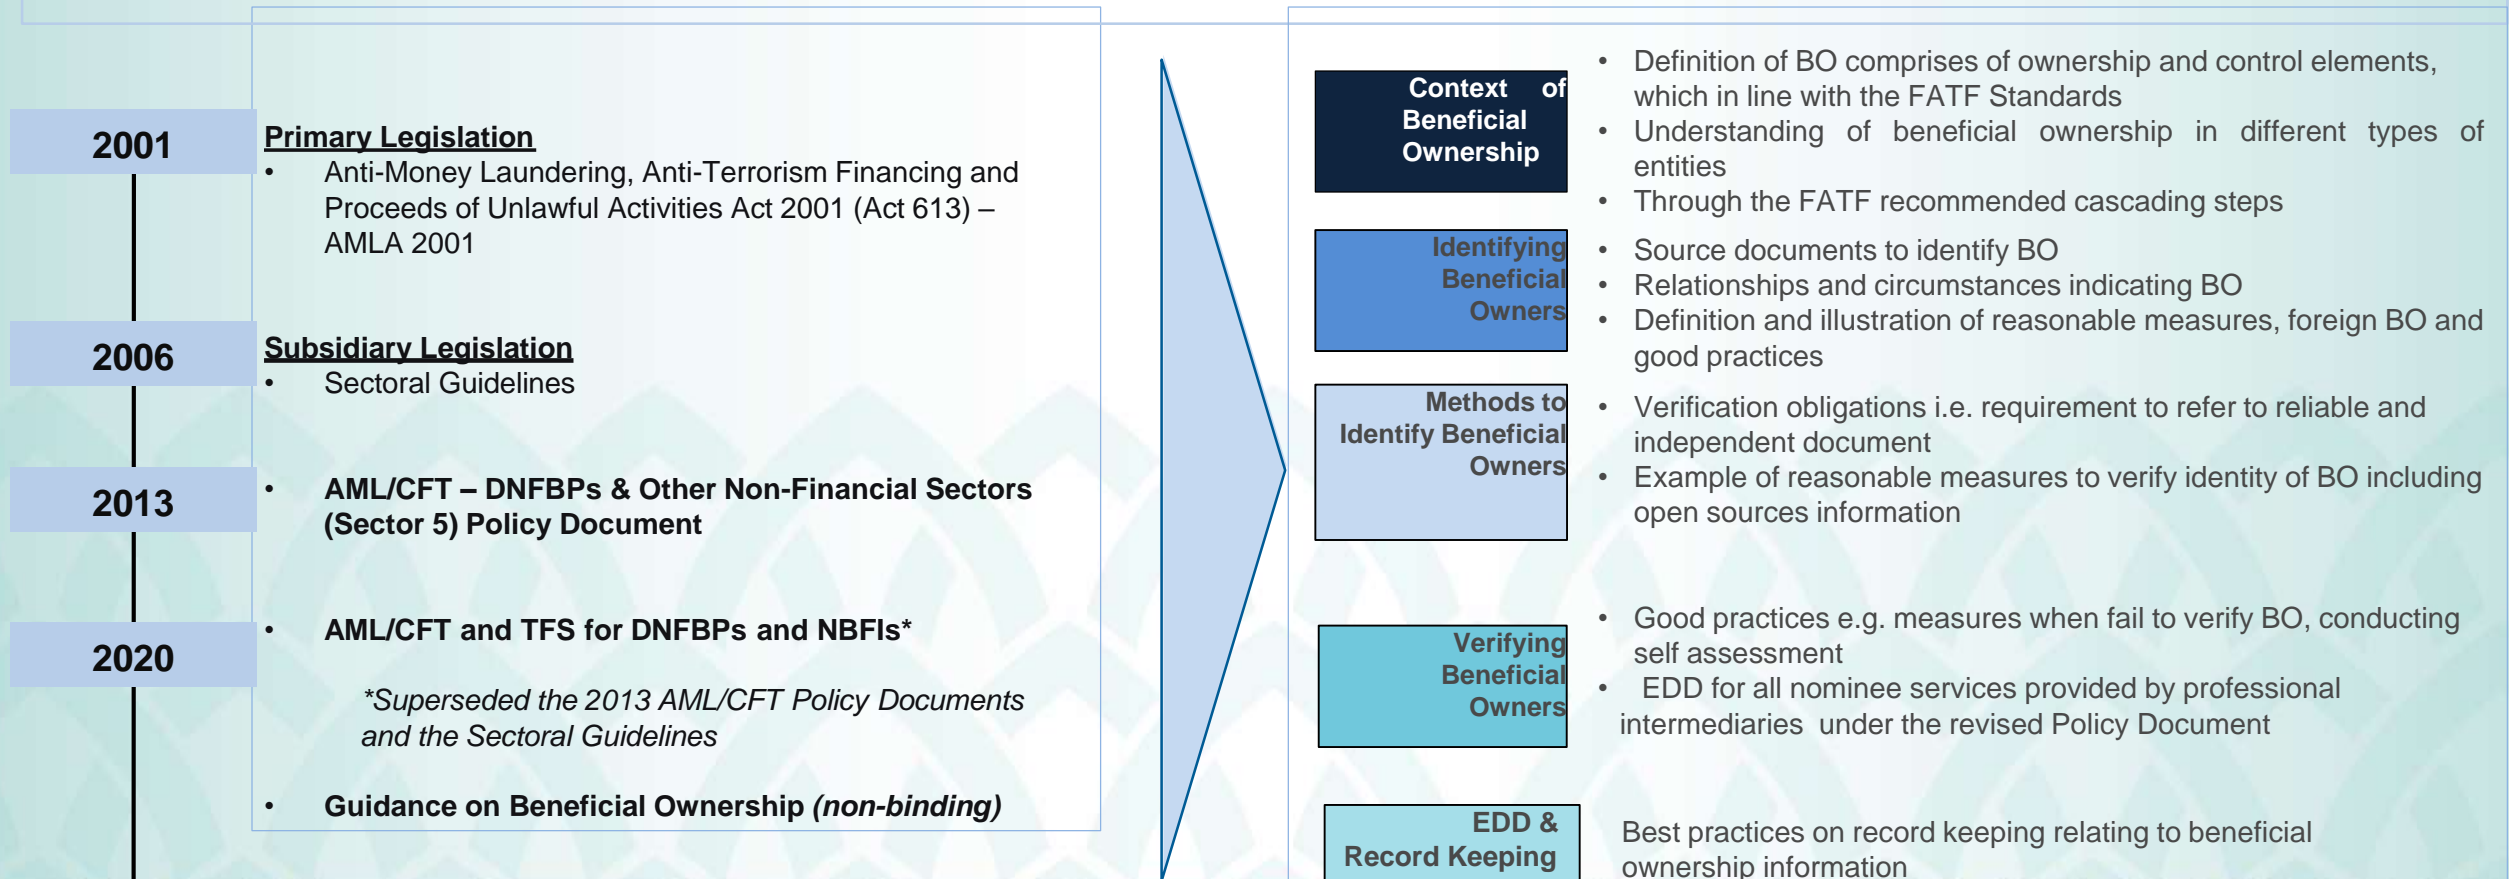 2001
Primary Legislation
• Anti-Money Laundering, Anti-Terrorism Financing and
Proceeds of Unlawful Activities Act 2001 (Act 613) –
AMLA 2001
2006
Subsidiary Legislation
• Sectoral Guidelines
2013
• AML/CFT – DNFBPs & Other Non-Financial Sectors
(Sector 5) Policy Document
2020
• AML/CFT and TFS for DNFBPs and NBFIs*
*Superseded the 2013 AML/CFT Policy Documents
and the Sectoral Guidelines
• Guidance on Beneficial Ownership (non-binding)
Context of
Beneficial
Ownership
• Definition of BO comprises of ownership and control elements,
which in line with the FATF Standards
• Understanding of beneficial ownership in different types of
entities
• Through the FATF recommended cascading steps
Identifying
Beneficial
Owners
• Source documents to identify BO
• Relationships and circumstances indicating BO
• Definition and illustration of reasonable measures, foreign BO and
good practices
Methods to
Identify Beneficial
Owners
• Verification obligations i.e. requirement to refer to reliable and
independent document
• Example of reasonable measures to verify identity of BO including
open sources information
Verifying
Beneficial
Owners
• Good practices e.g. measures when fail to verify BO, conducting
self assessment
• EDD for all nominee services provided by professional
intermediaries under the revised Policy Document
EDD &
Record Keeping
Best practices on record keeping relating to beneficial
ownership information